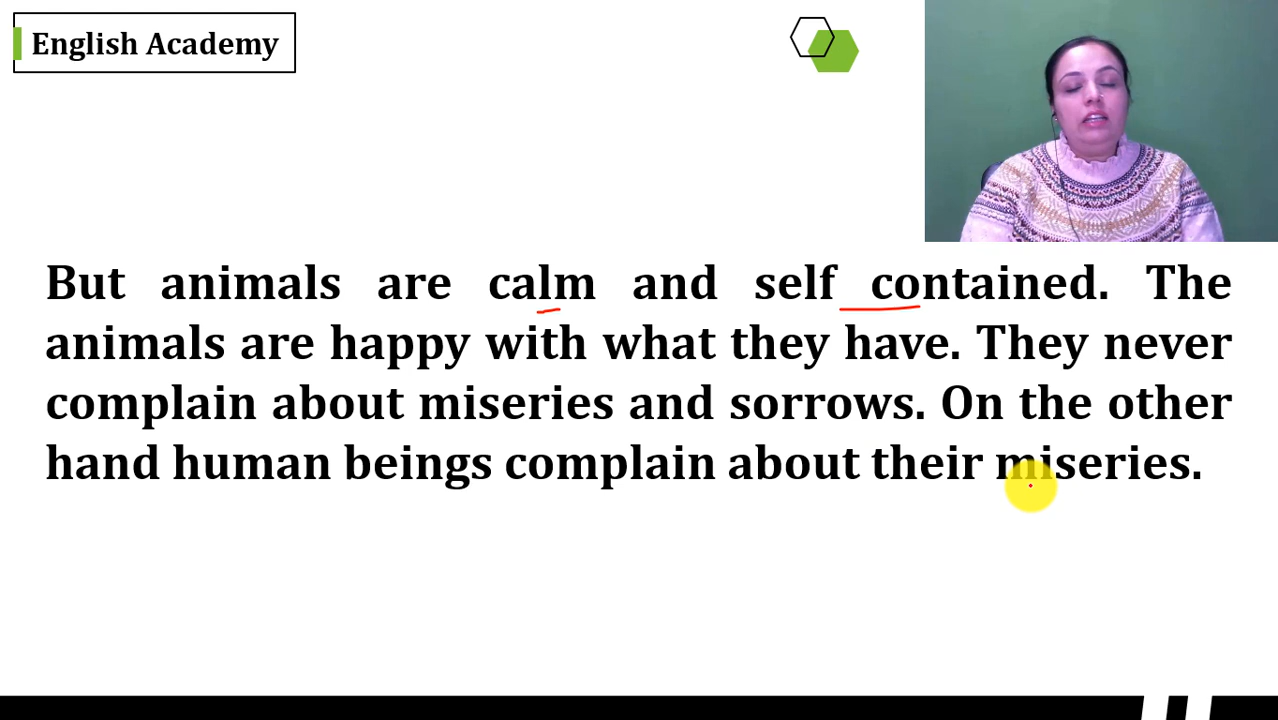 English Academy
But animals are calm and self contained. The
animals are happy with what they have. They never
complain about miseries and sorrows. On the other
hand human beings complain about their miseries.